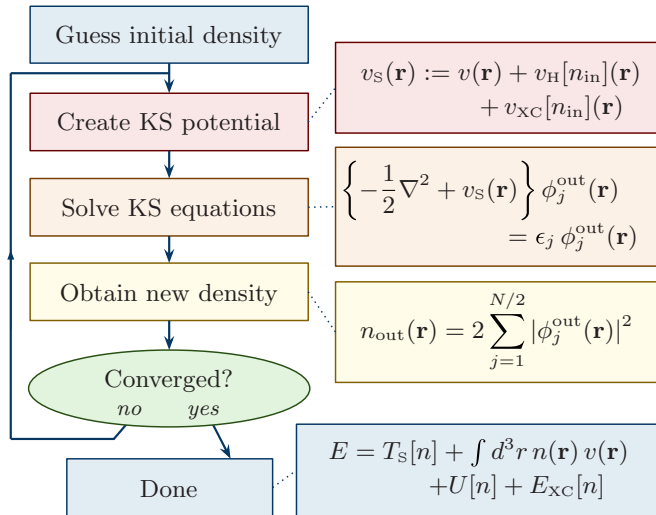 Guess initial density
v_S(r) := v(r) + v_H[n_in](r)
+ v_XC[n_in](r)
Create KS potential
{−1/2 ∇² + v_S(r)} φ_j^out(r)
= ϵ_j φ_j^out(r)
Solve KS equations
Obtain new density
n_out(r) = 2 ∑_{j=1}^{N/2} |φ_j^out(r)|²
Converged?
no yes
E = T_S[n] + ∫ d³r n(r) v(r)
+U[n] + E_XC[n]
Done